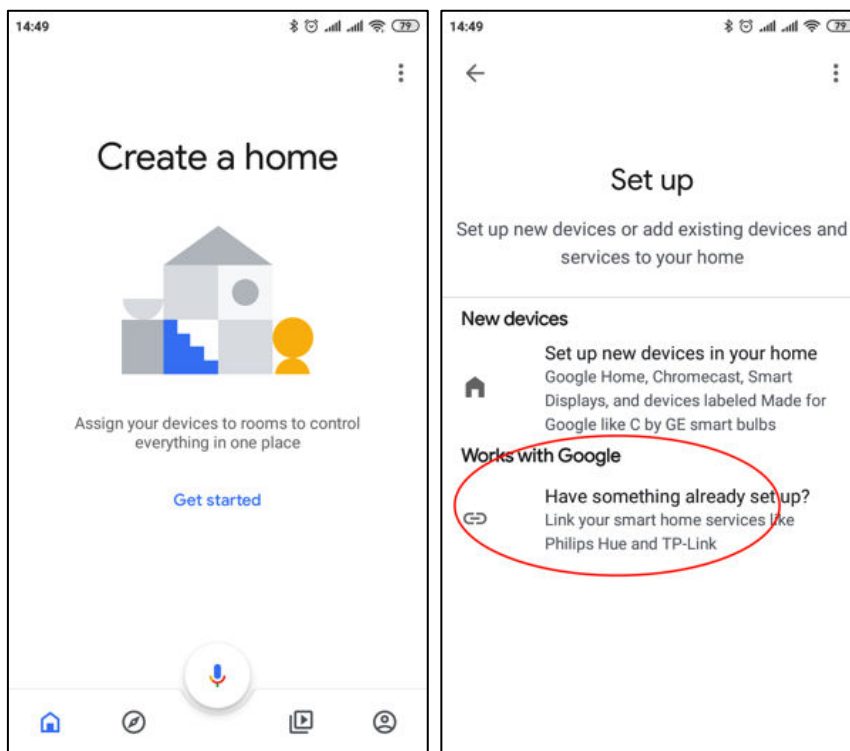 14:49
79
Create a home
Assign your devices to rooms to control
everything in one place
Get started
14:49
79
Set up
Set up new devices or add existing devices and
services to your home
New devices
Set up new devices in your home
Google Home, Chromecast, Smart
Displays, and devices labeled Made for
Google like C by GE smart bulbs
Works with Google
Have something already set up?
Link your smart home services like
Philips Hue and TP-Link